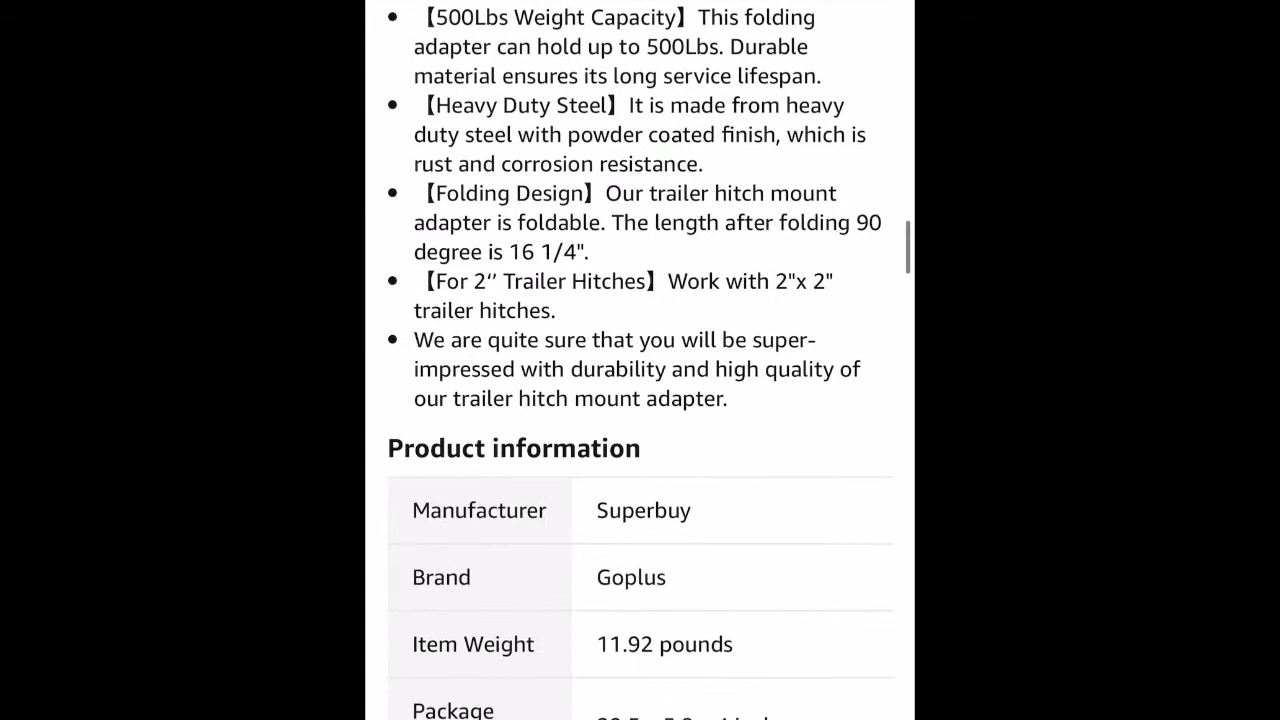 【500Lbs Weight Capacity】This folding
adapter can hold up to 500Lbs. Durable
material ensures its long service lifespan.
【Heavy Duty Steel】It is made from heavy
duty steel with powder coated finish, which is
rust and corrosion resistance.
【Folding Design】Our trailer hitch mount
adapter is foldable. The length after folding 90
degree is 16 1/4".
【For 2’’ Trailer Hitches】Work with 2"x 2"
trailer hitches.
We are quite sure that you will be super-
impressed with durability and high quality of
our trailer hitch mount adapter.
Product information
Manufacturer Superbuy
Brand Goplus
Item Weight 11.92 pounds
Package